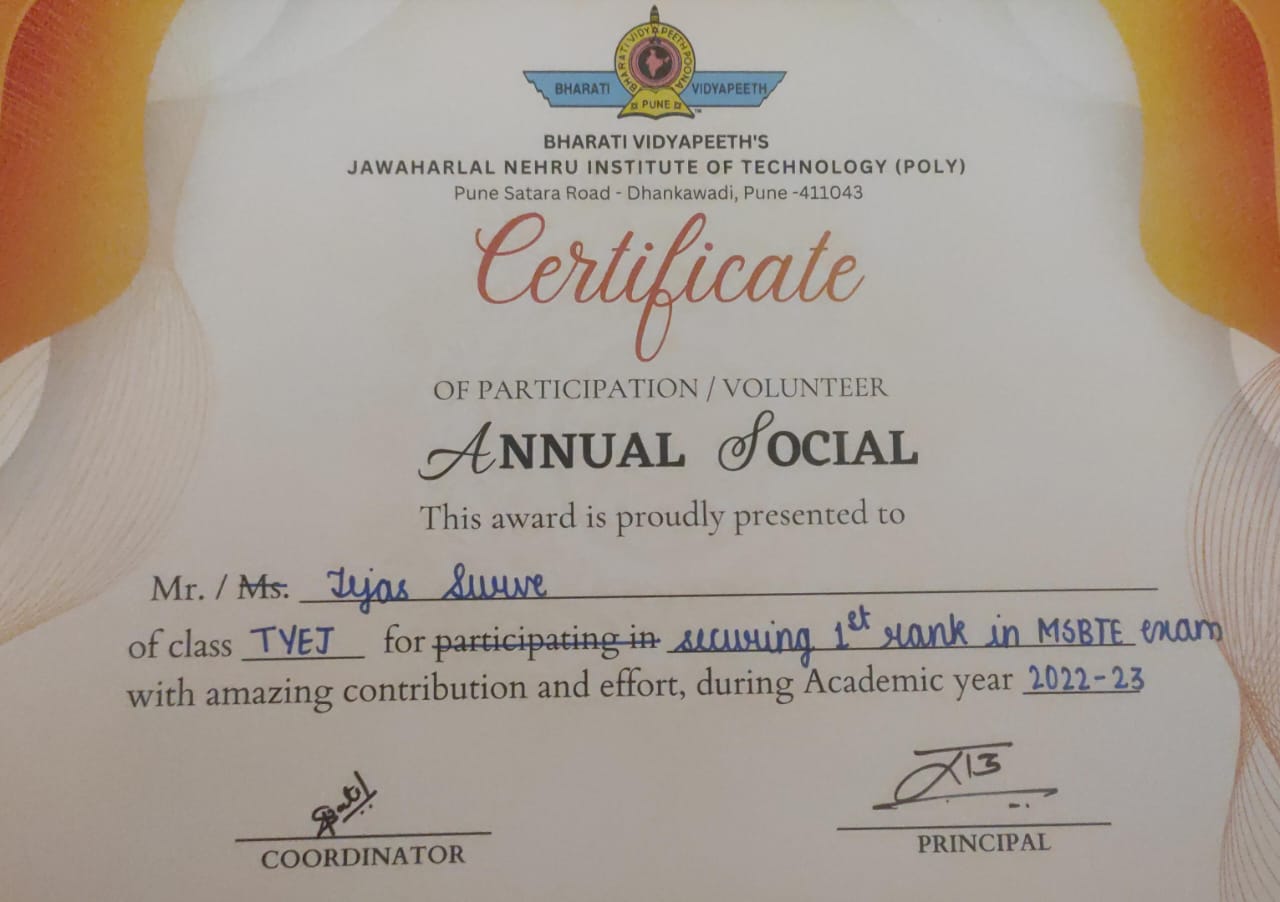 BHARATI VIDYAPEETH POONA
BHARATI VIDYAPEETH
PUNE
™
BHARATI VIDYAPEETH'S
JAWAHARLAL NEHRU INSTITUTE OF TECHNOLOGY (POLY)
Pune Satara Road - Dhankawadi, Pune -411043
Certificate
OF PARTICIPATION / VOLUNTEER
ANNUAL SOCIAL
This award is proudly presented to
Mr. / Ms. Tejas Surve
of class TYEJ for participating in securing 1st rank in MSBTE exam
with amazing contribution and effort, during Academic year 2022-23
COORDINATOR
PRINCIPAL